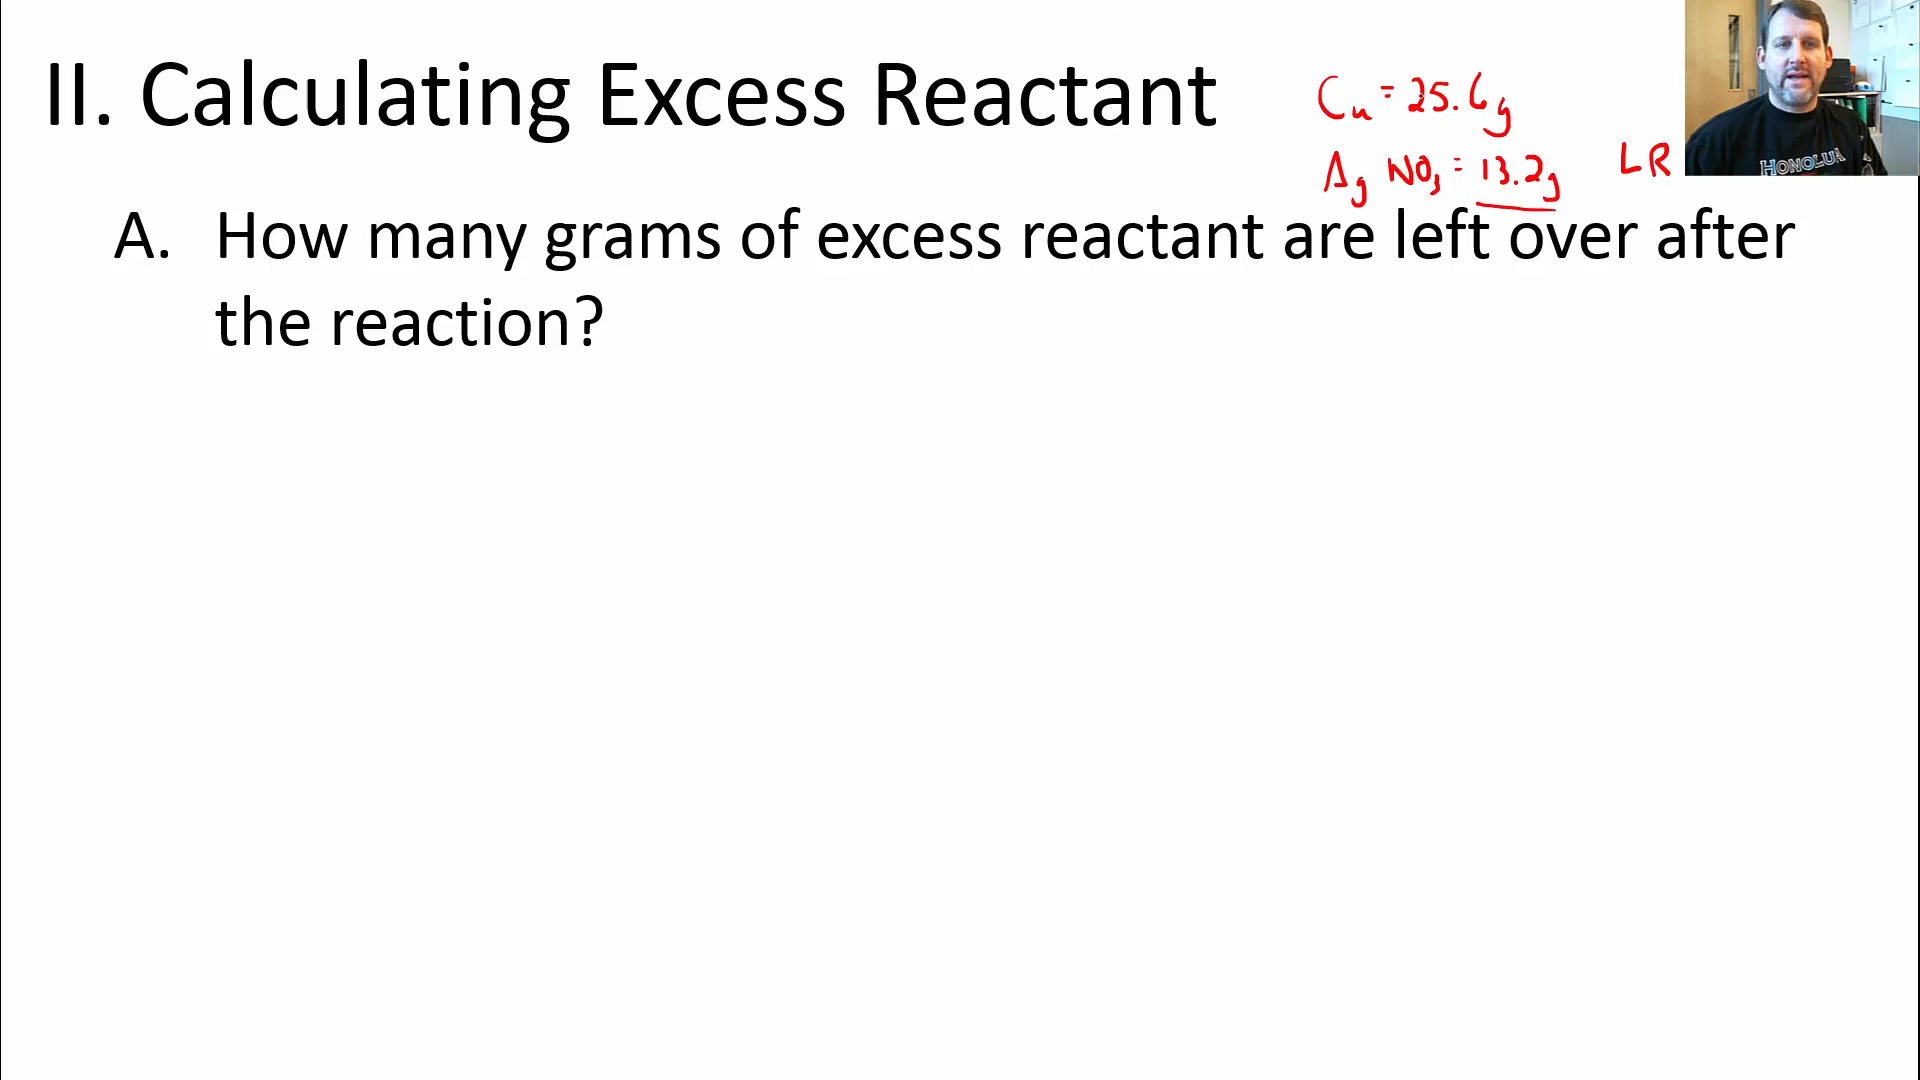 II. Calculating Excess Reactant
Cu = 25.6g
AgNO₃ = 13.2g LR
HONOLUA
A. How many grams of excess reactant are left over after
the reaction?